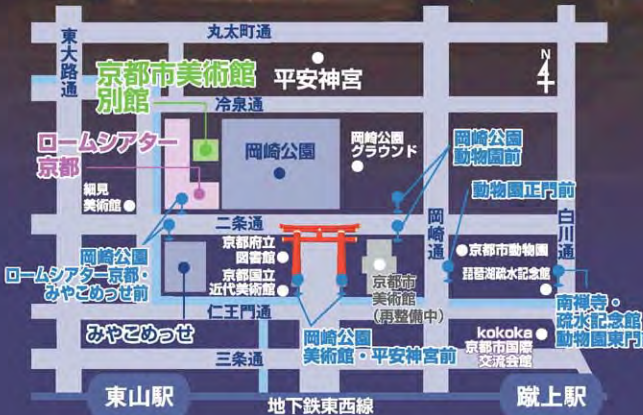 丸太町通
東大路通
京都市美術館
別館
平安神宮
N
4
冷泉通
ロームシアター
京都
岡崎公園
岡崎公園
グラウンド
岡崎公園
動物園前
細見
美術館
動物園正門前
二条通
岡崎通
白川通
岡崎公園
ロームシアター京都・
みやこめっせ前
京都府立
図書館
京都国立
近代美術館
京都市
美術館
(再整備中)
京都市動物園
琵琶湖疏水記念館
みやこめっせ
仁王門通
岡崎公園
美術館・平安神宮前
南禅寺・
疏水記念館
動物園東門
kokoka
京都市国際
交流会館
三条通
東山駅
地下鉄東西線
蹴上駅